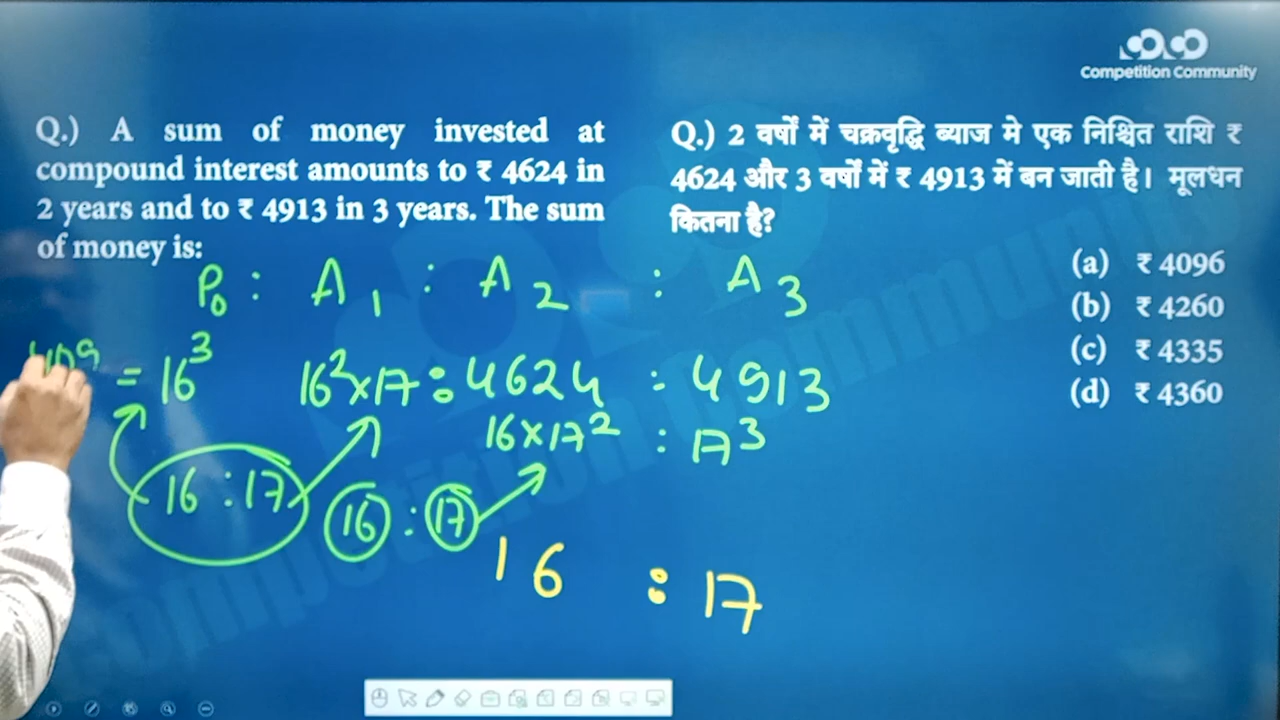 Competition Community
Q.) A sum of money invested at
compound interest amounts to ₹ 4624 in
2 years and to ₹ 4913 in 3 years. The sum
of money is:
Q.) 2 वर्षों में चक्रवृद्धि ब्याज मे एक निश्चित राशि ₹
4624 और 3 वर्षों में ₹ 4913 में बन जाती है। मूलधन
कितना है?
(a) ₹ 4096
(b) ₹ 4260
(c) ₹ 4335
(d) ₹ 4360
P₀ : A₁ : A₂ : A₃
= 16³ 16²×17 : 4624 : 4913
16×17² : 17³
16 : 17 16 : 17
16 : 17
Competition Community